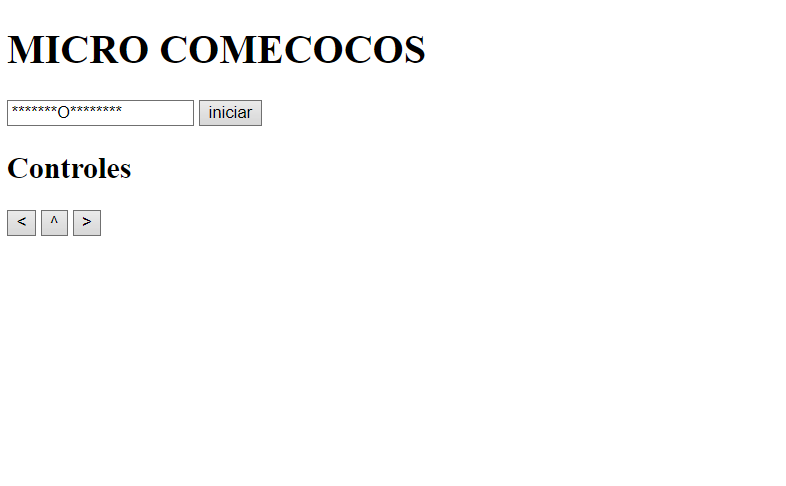 MICRO COMECOCOS
*******O******** iniciar
Controles
< ^ >